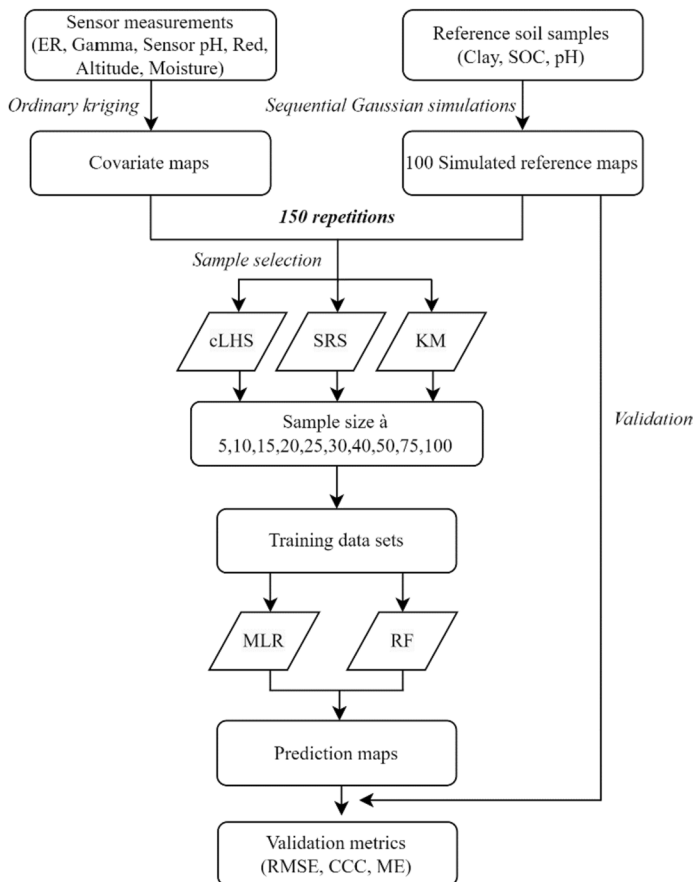 Sensor measurements
(ER, Gamma, Sensor pH, Red,
Altitude, Moisture)
Reference soil samples
(Clay, SOC, pH)
Ordinary kriging
Sequential Gaussian simulations
Covariate maps
100 Simulated reference maps
150 repetitions
Sample selection
cLHS
SRS
KM
Sample size à
5,10,15,20,25,30,40,50,75,100
Validation
Training data sets
MLR
RF
Prediction maps
Validation metrics
(RMSE, CCC, ME)